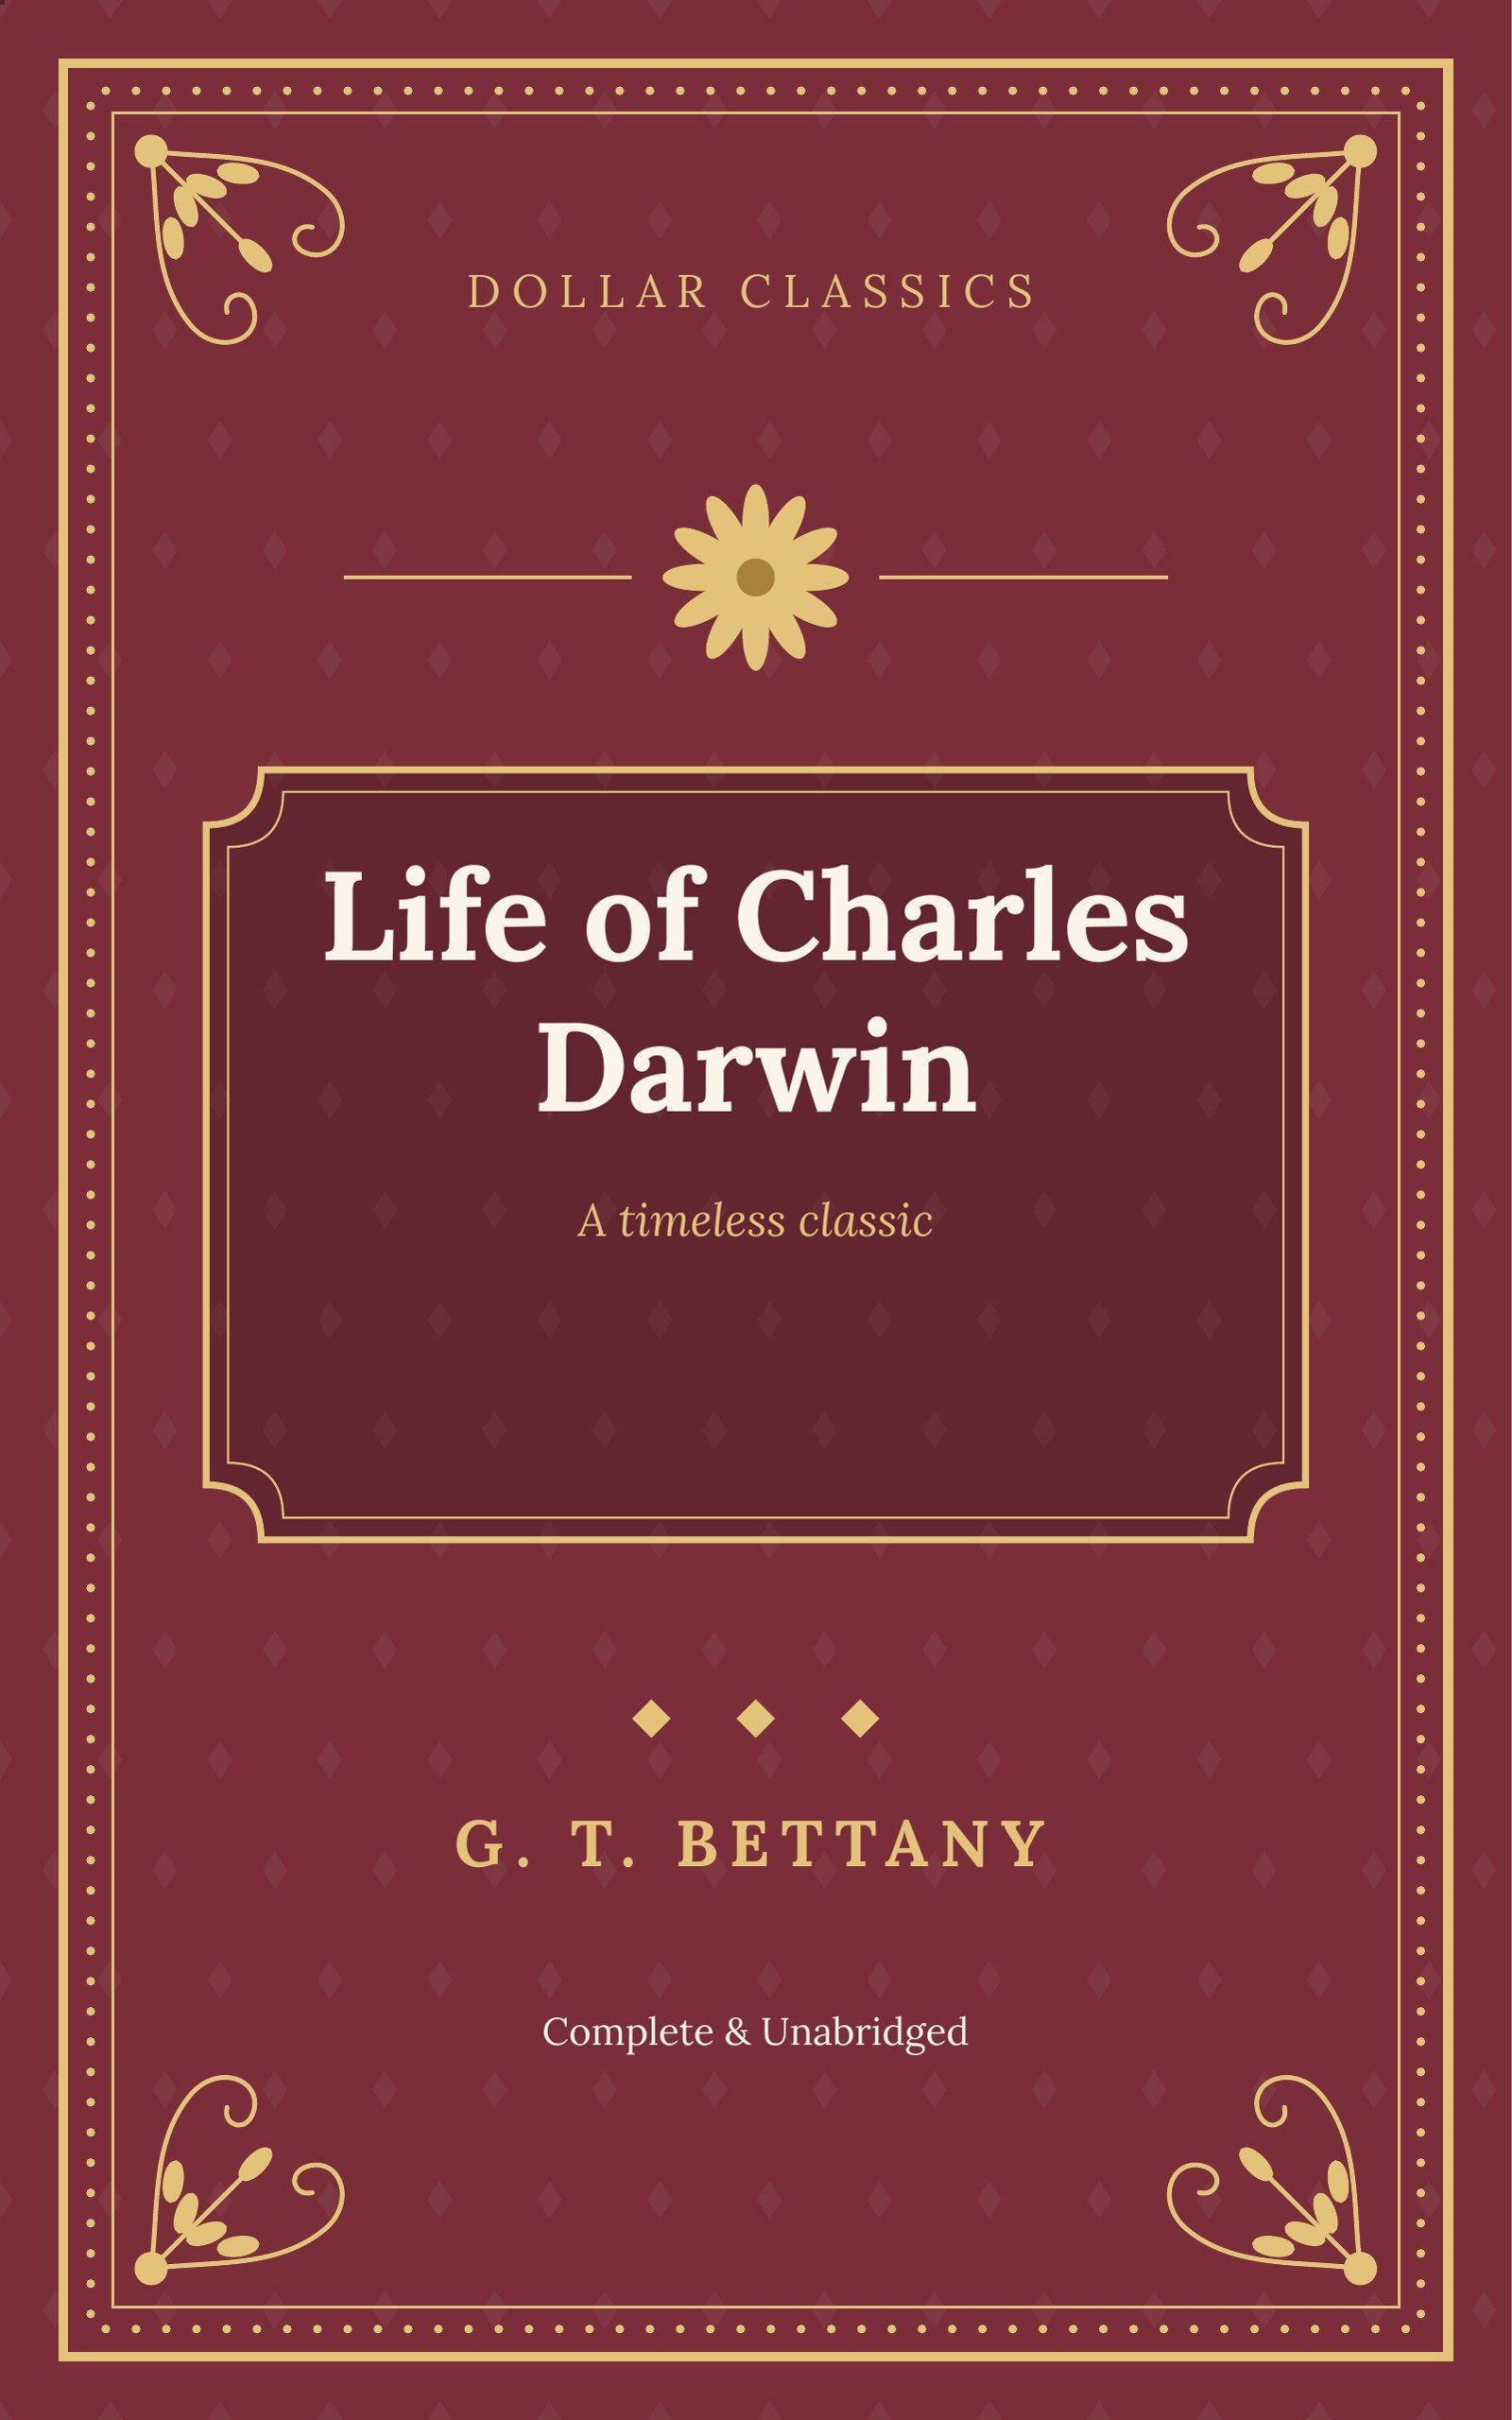 DOLLAR CLASSICS
Life of Charles
Darwin
A timeless classic
G. T. BETTANY
Complete & Unabridged